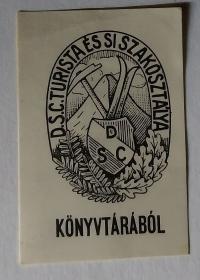 D.S.C. TURISTA ÉS SI SZAKOSZTÁLYA
D
S C
KÖNYVTÁRÁBÓL